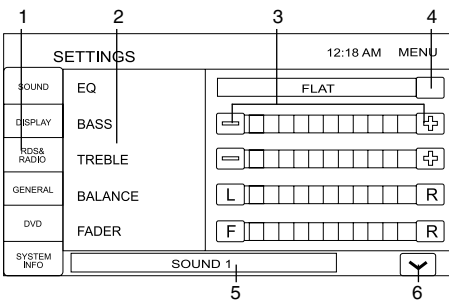 1 2 3 4
SETTINGS 12:18 AM MENU
SOUND EQ FLAT
DISPLAY BASS
RDS&
RADIO TREBLE
GENERAL BALANCE L R
DVD FADER F R
SYSTEM
INFO SOUND 1
5 6